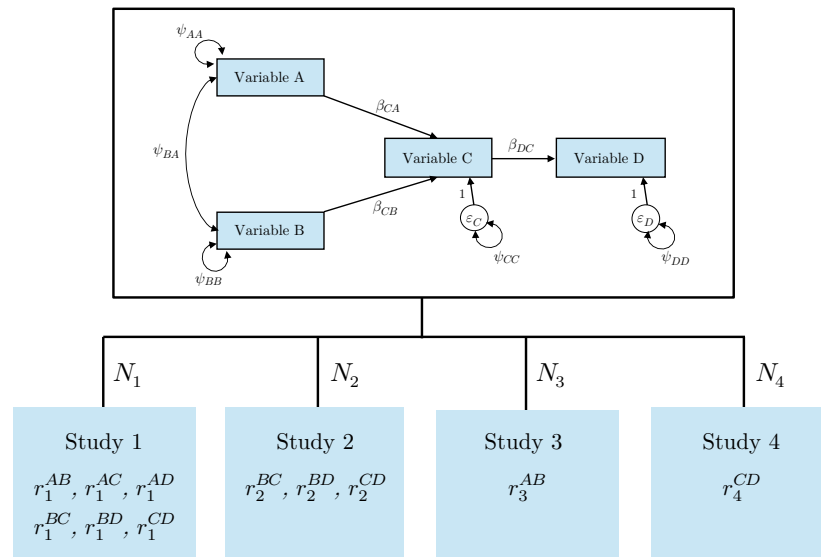 ψ_AA
Variable A
β_CA
ψ_BA
Variable C
β_DC
Variable D
β_CB
1
1
Variable B
ε_C
ε_D
ψ_BB
ψ_CC
ψ_DD
N_1
N_2
N_3
N_4
Study 1
r_1^AB, r_1^AC, r_1^AD
r_1^BC, r_1^BD, r_1^CD
Study 2
r_2^BC, r_2^BD, r_2^CD
Study 3
r_3^AB
Study 4
r_4^CD